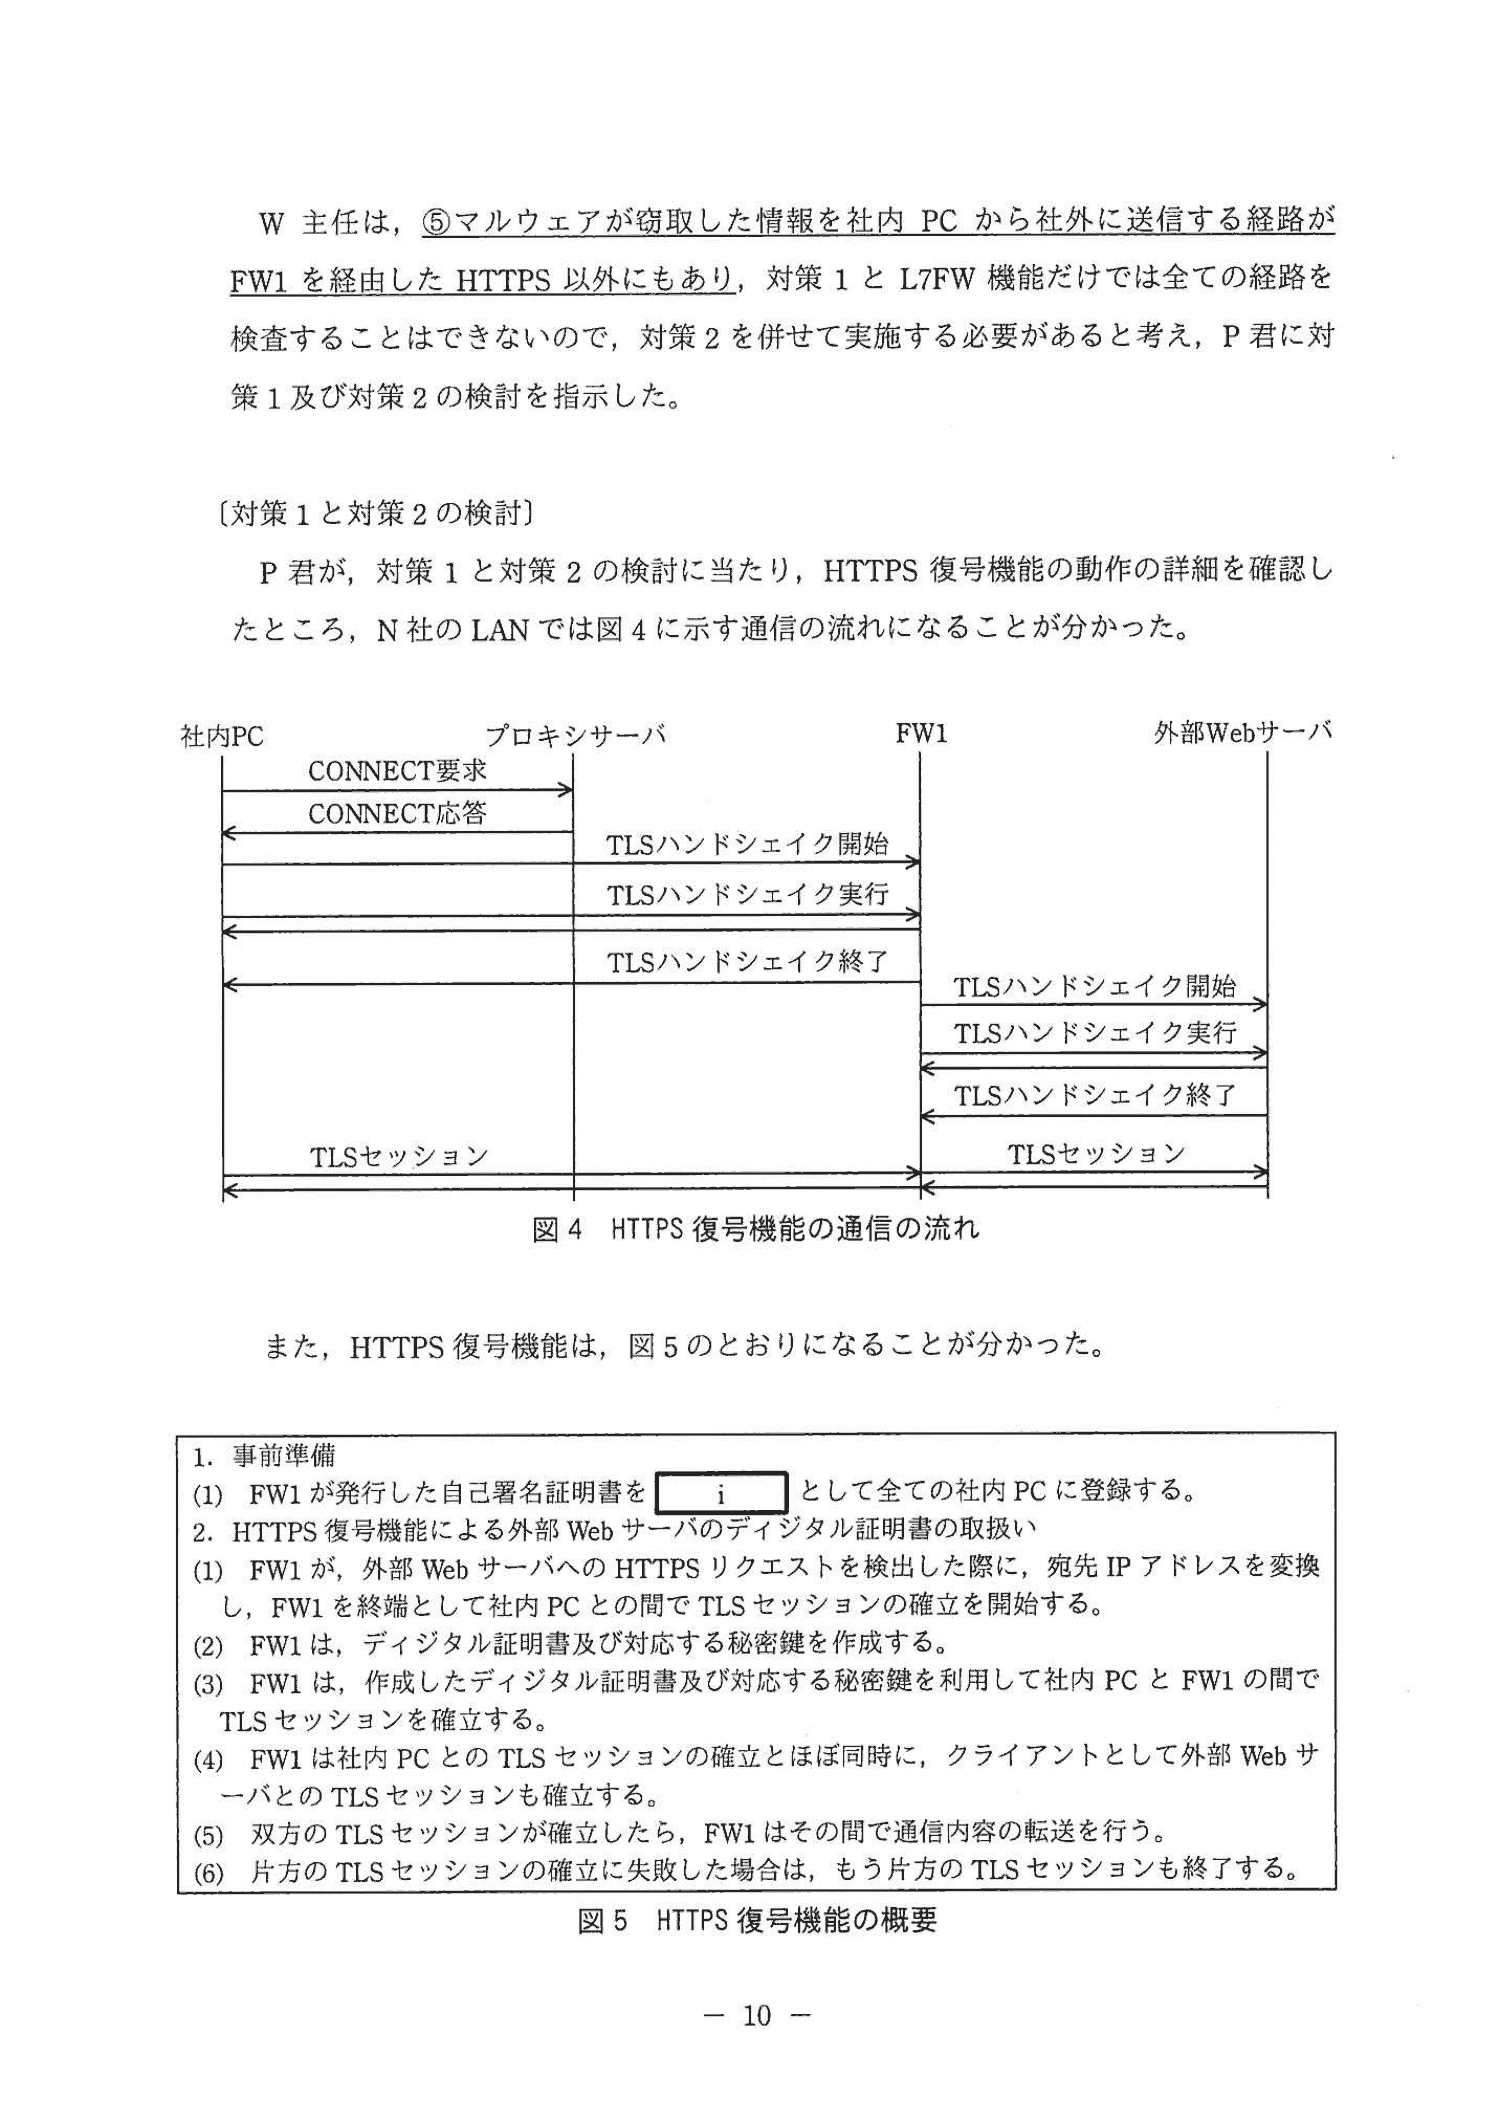 W 主任は，⑤マルウェアが窃取した情報を社内 PC から社外に送信する経路が
FW1 を経由した HTTPS 以外にもあり，対策 1 と L7FW 機能だけでは全ての経路を
検査することはできないので，対策 2 を併せて実施する必要があると考え，P 君に対
策 1 及び対策 2 の検討を指示した。
〔対策 1 と対策 2 の検討〕
P 君が，対策 1 と対策 2 の検討に当たり，HTTPS 復号機能の動作の詳細を確認し
たところ，N 社の LAN では図 4 に示す通信の流れになることが分かった。
社内PC プロキシサーバ FW1 外部Webサーバ
CONNECT要求
CONNECT応答
TLSハンドシェイク開始
TLSハンドシェイク実行
TLSハンドシェイク終了
TLSハンドシェイク開始
TLSハンドシェイク実行
TLSハンドシェイク終了
TLSセッション TLSセッション
図 4 HTTPS 復号機能の通信の流れ
また，HTTPS 復号機能は，図 5 のとおりになることが分かった。
1. 事前準備
(1) FW1 が発行した自己署名証明書を i として全ての社内 PC に登録する。
2. HTTPS 復号機能による外部 Web サーバのディジタル証明書の取扱い
(1) FW1 が，外部 Web サーバへの HTTPS リクエストを検出した際に，宛先 IP アドレスを変換
し，FW1 を終端として社内 PC との間で TLS セッションの確立を開始する。
(2) FW1 は，ディジタル証明書及び対応する秘密鍵を作成する。
(3) FW1 は，作成したディジタル証明書及び対応する秘密鍵を利用して社内 PC と FW1 の間で
TLS セッションを確立する。
(4) FW1 は社内 PC との TLS セッションの確立とほぼ同時に，クライアントとして外部 Web サ
ーバとの TLS セッションも確立する。
(5) 双方の TLS セッションが確立したら，FW1 はその間で通信内容の転送を行う。
(6) 片方の TLS セッションの確立に失敗した場合は，もう片方の TLS セッションも終了する。
図 5 HTTPS 復号機能の概要
－ 10 －